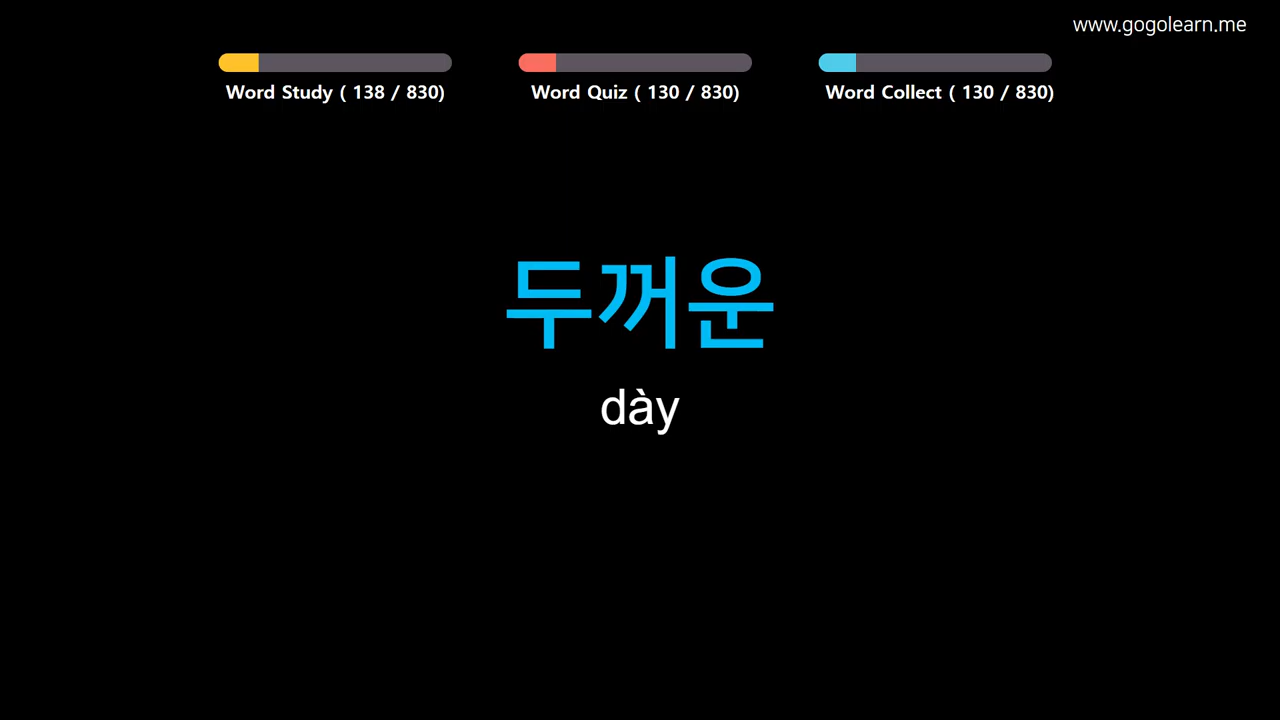 www.gogolearn.me
Word Study ( 138 / 830)
Word Quiz ( 130 / 830)
Word Collect ( 130 / 830)
두꺼운
dày